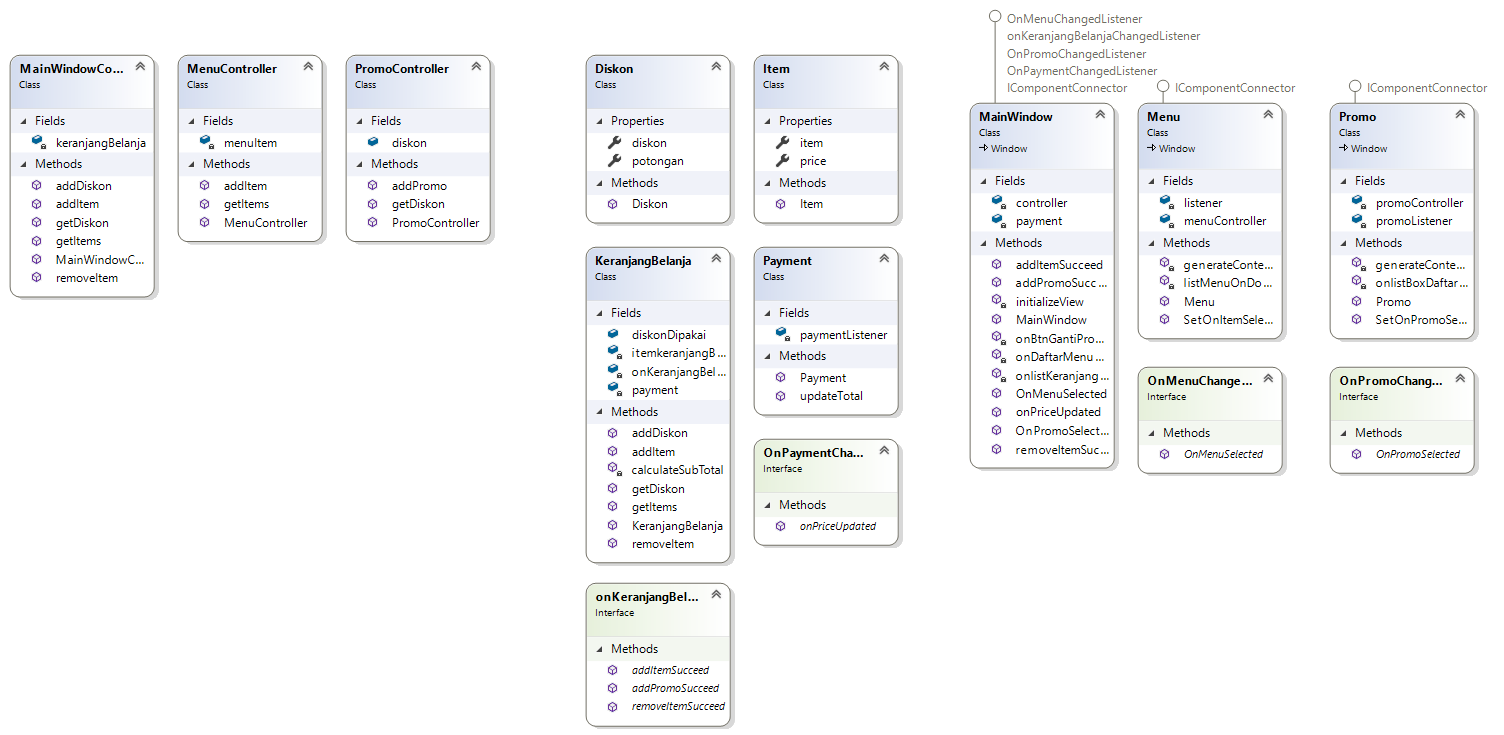 MainWindowCo...
Class
Fields
keranjangBelanja
Methods
addDiskon
addItem
getDiskon
getItems
MainWindowC...
removeItem
MenuController
Class
Fields
menuItem
Methods
addItem
getItems
MenuController
PromoController
Class
Fields
diskon
Methods
addPromo
getDiskon
PromoController
Diskon
Class
Properties
diskon
potongan
Methods
Diskon
Item
Class
Properties
item
price
Methods
Item
KeranjangBelanja
Class
Fields
diskonDipakai
itemkeranjangB...
onKeranjangBel...
payment
Methods
addDiskon
addItem
calculateSubTotal
getDiskon
getItems
KeranjangBelanja
removeItem
Payment
Class
Fields
paymentListener
Methods
Payment
updateTotal
OnPaymentCha...
Interface
Methods
onPriceUpdated
onKeranjangBel...
Interface
Methods
addItemSucceed
addPromoSucceed
removeItemSucceed
OnMenuChangedListener
onKeranjangBelanjaChangedListener
OnPromoChangedListener
OnPaymentChangedListener
IComponentConnector
MainWindow
Class
Window
Fields
controller
payment
Methods
addItemSucceed
addPromoSucc...
initializeView
MainWindow
onBtnGantiPro...
onDaftarMenu...
onlistKeranjang...
OnMenuSelected
onPriceUpdated
OnPromoSelect...
removeItemSuc...
IComponentConnector
Menu
Class
Window
Fields
listener
menuController
Methods
generateConte...
listMenuOnDo...
Menu
SetOnItemSele...
OnMenuChange...
Interface
Methods
OnMenuSelected
IComponentConnector
Promo
Class
Window
Fields
promoController
promoListener
Methods
generateConte...
onlistBoxDaftar...
Promo
SetOnPromoSe...
OnPromoChang...
Interface
Methods
OnPromoSelected